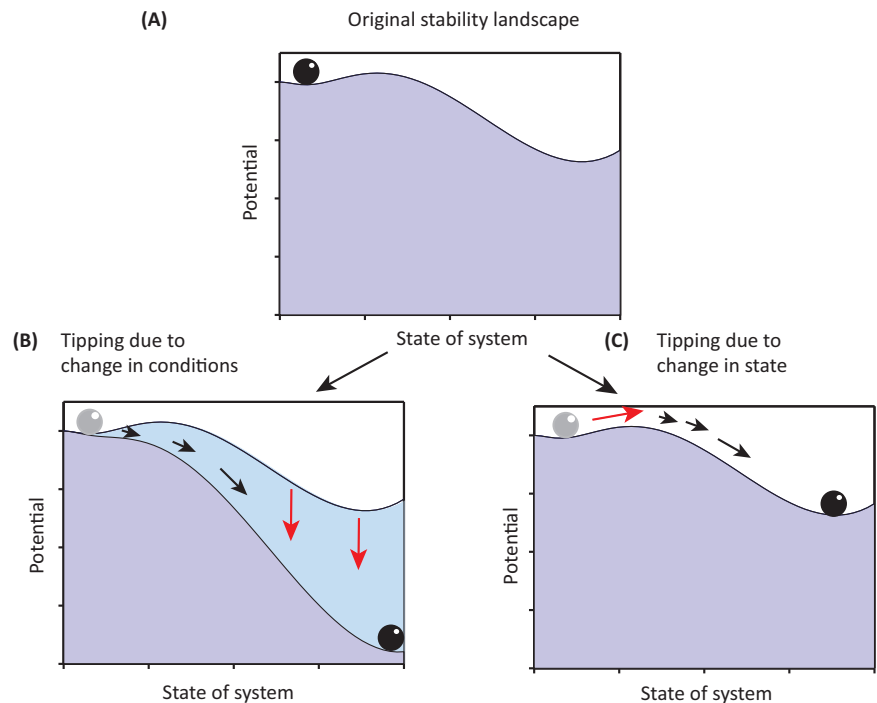 (A) Original stability landscape
Potential
State of system
(B) Tipping due to
change in conditions
Potential
State of system
(C) Tipping due to
change in state
Potential
State of system